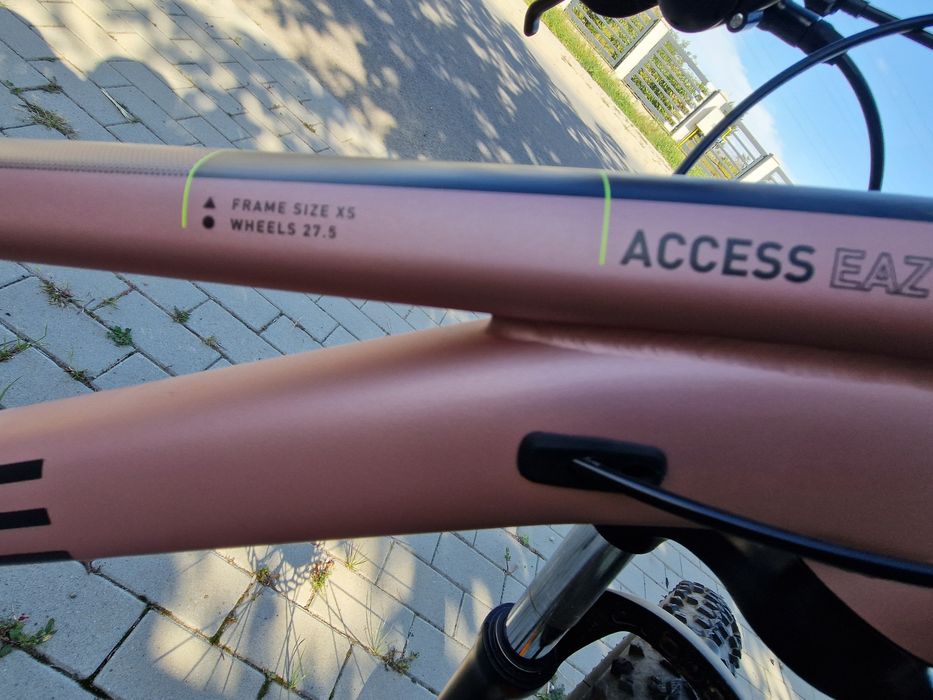 FRAME SIZE XS
WHEELS 27.5
ACCESS EAZ